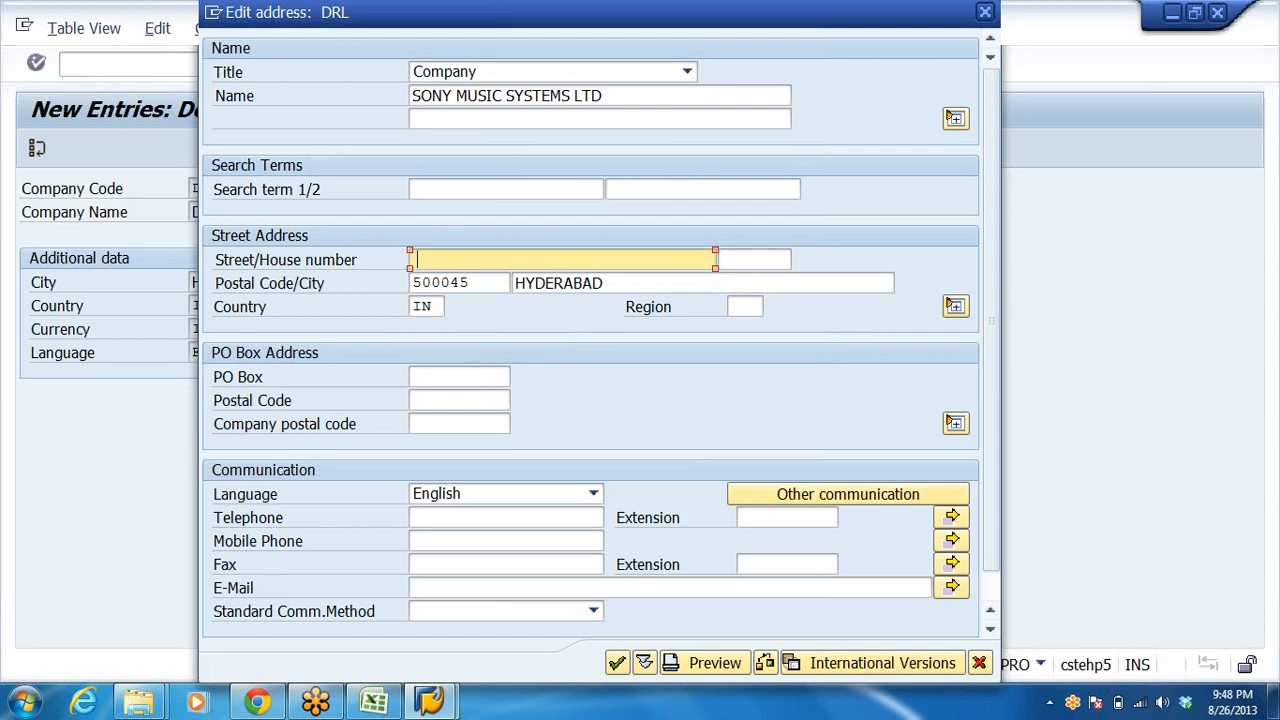 Edit address: DRL
Table View
Edit
Name
Title
Company
Name
SONY MUSIC SYSTEMS LTD
New Entries:
Search Terms
Search term 1/2
Company Code
Company Name
Street Address
Street/House number
Postal Code/City
500045
HYDERABAD
Country
IN
Region
Additional data
City
Country
Currency
Language
PO Box Address
PO Box
Postal Code
Company postal code
Communication
Language
English
Other communication
Telephone
Extension
Mobile Phone
Fax
Extension
E-Mail
Standard Comm.Method
Preview
International Versions
PRO
cstehp5
INS
9:48 PM
8/26/2013